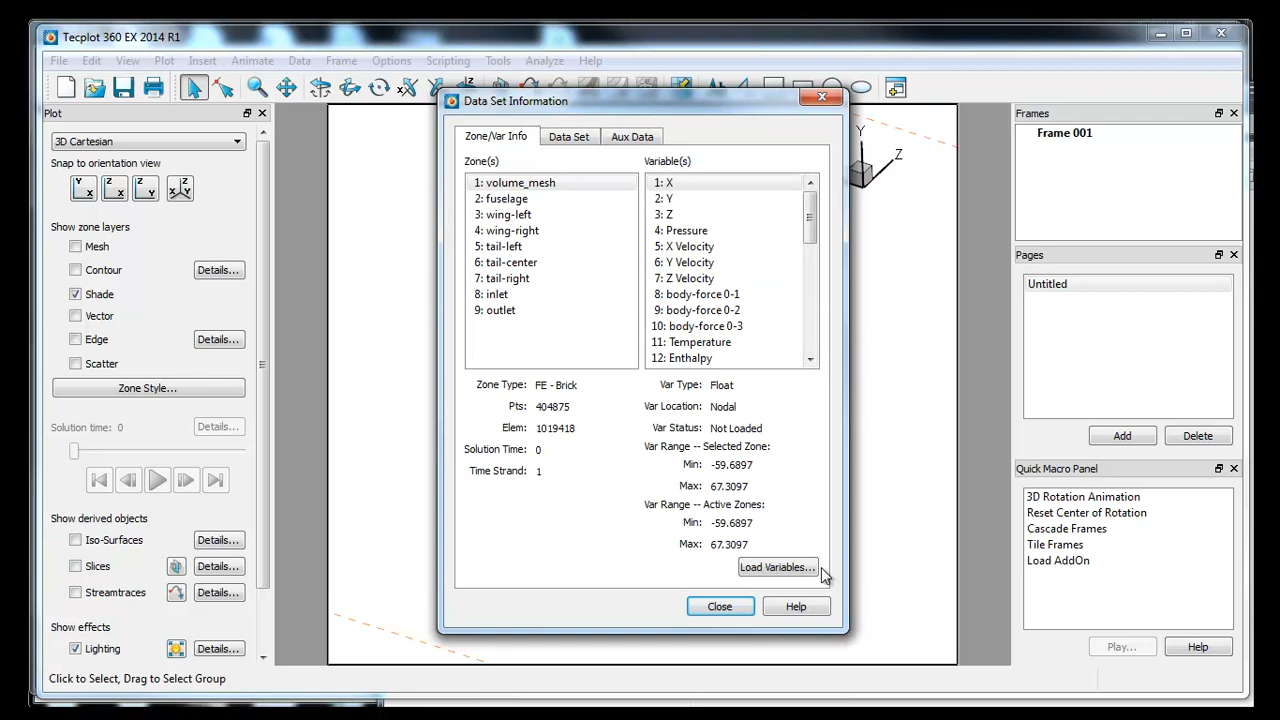 Tecplot 360 EX 2014 R1
File Edit View Plot Insert Animate Data Frame Options Scripting Tools Analyze Help
Plot
3D Cartesian
Snap to orientation view
Y X
Z X
Z Y
Show zone layers
Mesh
Contour Details...
Shade
Vector
Edge Details...
Scatter
Zone Style...
Solution time: 0 Details...
Show derived objects
Iso-Surfaces Details...
Slices Details...
Streamtraces Details...
Show effects
Lighting Details...
Click to Select, Drag to Select Group
Data Set Information
Zone/Var Info Data Set Aux Data
Zone(s)
1: volume_mesh
2: fuselage
3: wing-left
4: wing-right
5: tail-left
6: tail-center
7: tail-right
8: inlet
9: outlet
Zone Type: FE - Brick
Pts: 404875
Elem: 1019418
Solution Time: 0
Time Strand: 1
Variable(s)
1: X
2: Y
3: Z
4: Pressure
5: X Velocity
6: Y Velocity
7: Z Velocity
8: body-force 0-1
9: body-force 0-2
10: body-force 0-3
11: Temperature
12: Enthalpy
Var Type: Float
Var Location: Nodal
Var Status: Not Loaded
Var Range -- Selected Zone:
Min: -59.6897
Max: 67.3097
Var Range -- Active Zones:
Min: -59.6897
Max: 67.3097
Load Variables...
Close Help
Y
Z
Frames
Frame 001
Pages
Untitled
Add Delete
Quick Macro Panel
3D Rotation Animation
Reset Center of Rotation
Cascade Frames
Tile Frames
Load AddOn
Play... Help